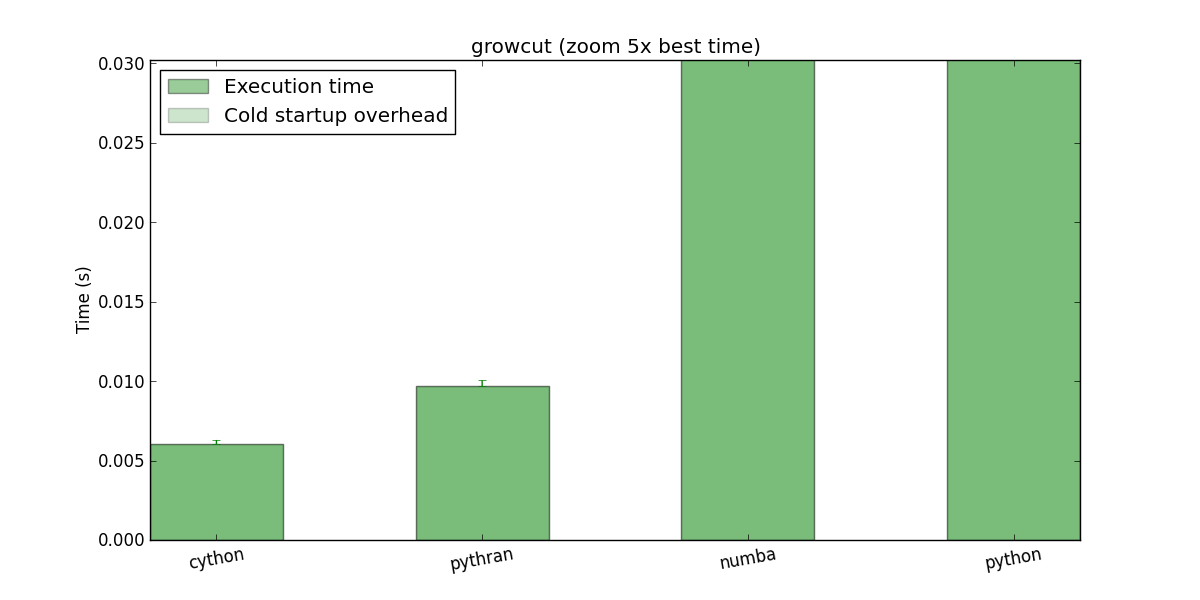 growcut (zoom 5x best time)
Execution time
Cold startup overhead
Time (s)
0.030
0.025
0.020
0.015
0.010
0.005
0.000
cython
pythran
numba
python